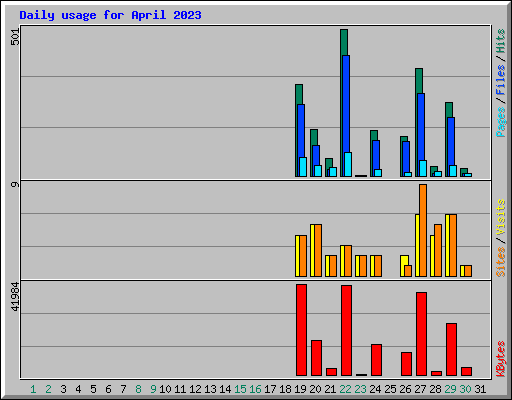 Daily usage for April 2023
501
Pages / Files / Hits
9
Sites / Visits
41984
KBytes
1 2 3 4 5 6 7 8 9 10 11 12 13 14 15 16 17 18 19 20 21 22 23 24 25 26 27 28 29 30 31